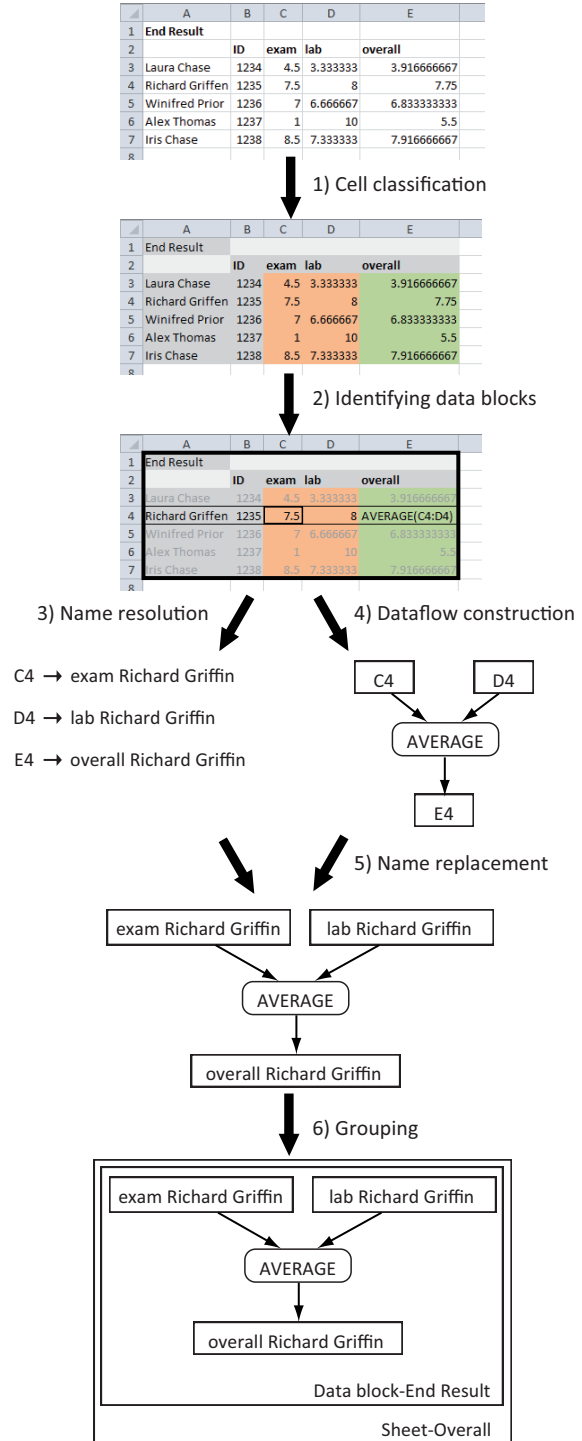 A B C D E
1 End Result
2 ID exam lab overall
3 Laura Chase 1234 4.5 3.333333 3.916666667
4 Richard Griffen 1235 7.5 8 7.75
5 Winifred Prior 1236 7 6.666667 6.833333333
6 Alex Thomas 1237 1 10 5.5
7 Iris Chase 1238 8.5 7.333333 7.916666667
8
1) Cell classification
A B C D E
1 End Result
2 ID exam lab overall
3 Laura Chase 1234 4.5 3.333333 3.916666667
4 Richard Griffen 1235 7.5 8 7.75
5 Winifred Prior 1236 7 6.666667 6.833333333
6 Alex Thomas 1237 1 10 5.5
7 Iris Chase 1238 8.5 7.333333 7.916666667
8
2) Identifying data blocks
A B C D E
1 End Result
2 ID exam lab overall
3 Laura Chase 1234 4.5 3.333333 3.916666667
4 Richard Griffen 1235 7.5 8 AVERAGE(C4:D4)
5 Winifred Prior 1236 7 6.666667 6.833333333
6 Alex Thomas 1237 1 10 5.5
7 Iris Chase 1238 8.5 7.333333 7.916666667
8
3) Name resolution
4) Dataflow construction
C4 → exam Richard Griffin
D4 → lab Richard Griffin
E4 → overall Richard Griffin
C4 D4
AVERAGE
E4
5) Name replacement
exam Richard Griffin lab Richard Griffin
AVERAGE
overall Richard Griffin
6) Grouping
exam Richard Griffin lab Richard Griffin
AVERAGE
overall Richard Griffin
Data block-End Result
Sheet-Overall